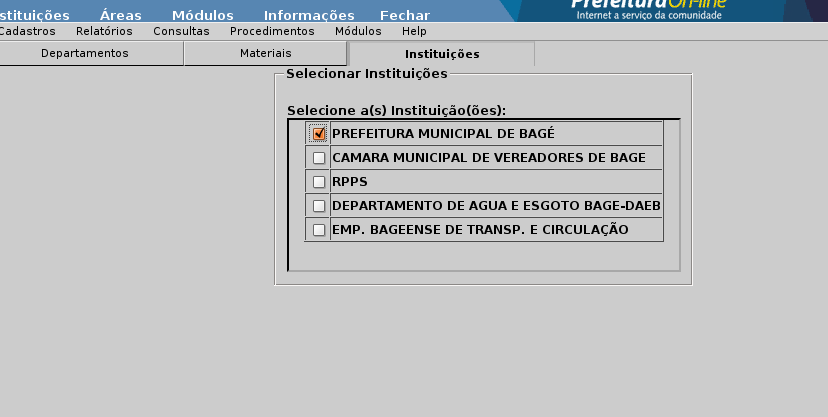 stituições Áreas Módulos Informações Fechar
PrefeituraOn-line
Internet a serviço da comunidade
Cadastros Relatórios Consultas Procedimentos Módulos Help
Departamentos Materiais Instituições
Selecionar Instituições
Selecione a(s) Instituição(ões):
PREFEITURA MUNICIPAL DE BAGÉ
CAMARA MUNICIPAL DE VEREADORES DE BAGE
RPPS
DEPARTAMENTO DE AGUA E ESGOTO BAGE-DAEB
EMP. BAGEENSE DE TRANSP. E CIRCULAÇÃO